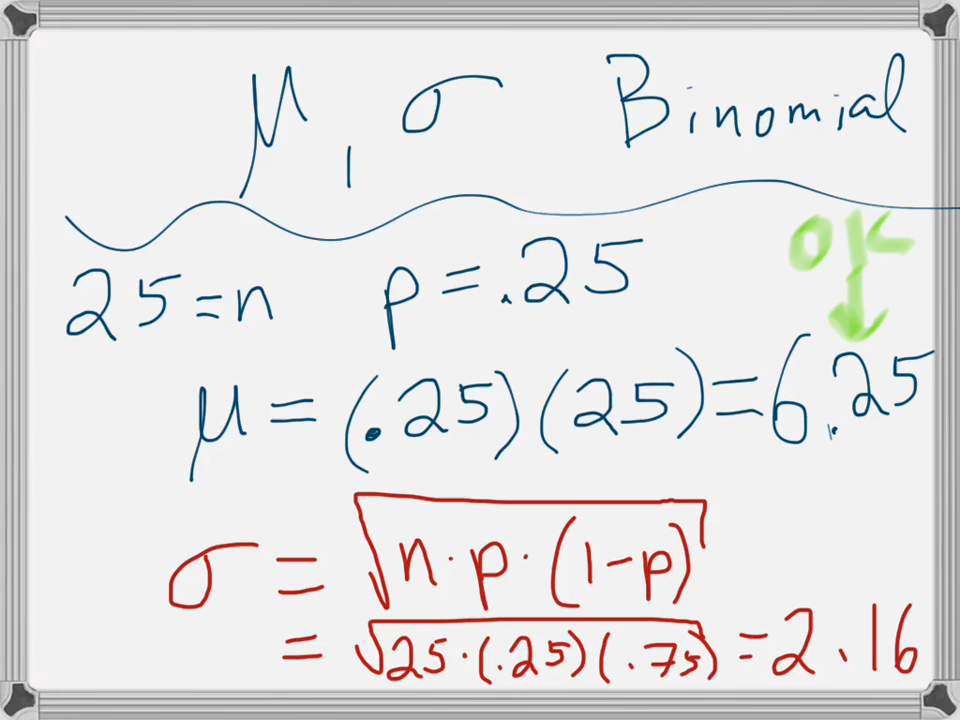 μ, σ Binomial
OK
25 = n p = .25
μ = (.25)(25) = 6.25
σ = √n · p · (1 - p)
= √25 · (.25)(.75) = 2.16